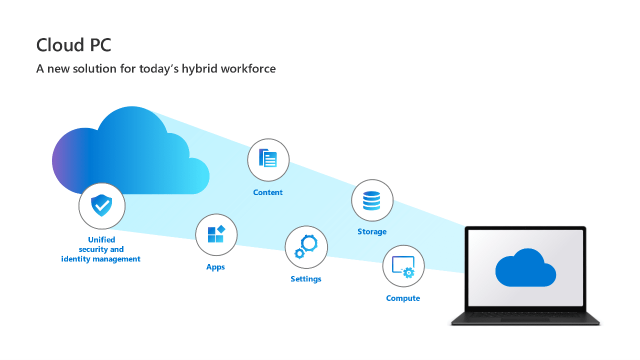 Cloud PC
A new solution for today's hybrid workforce
Content
Storage
Unified
security and
identity management
Apps
Settings
Compute